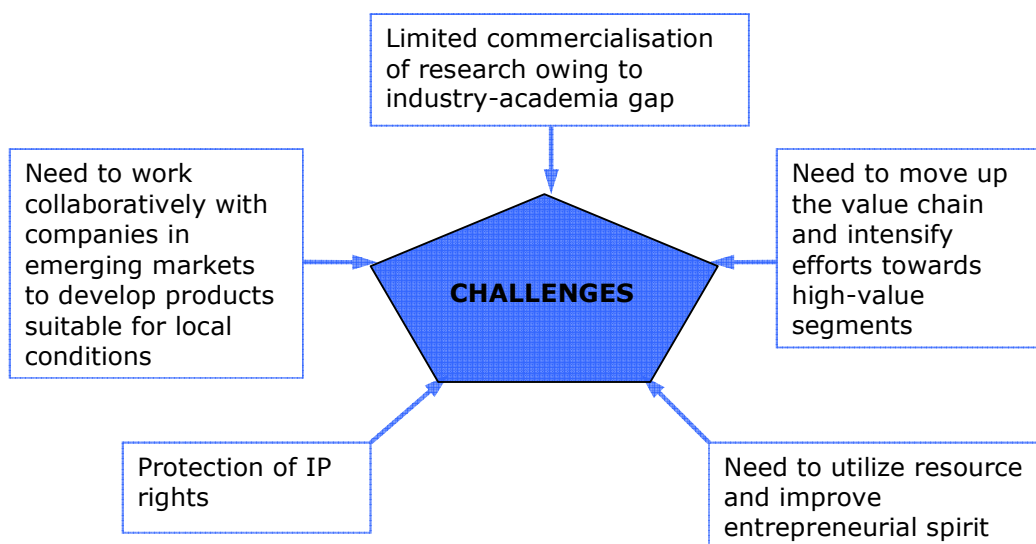 Limited commercialisation
of research owing to
industry-academia gap
Need to work
collaboratively with
companies in
emerging markets
to develop products
suitable for local
conditions
Need to move up
the value chain
and intensify
efforts towards
high-value
segments
CHALLENGES
Protection of IP
rights
Need to utilize resource
and improve
entrepreneurial spirit